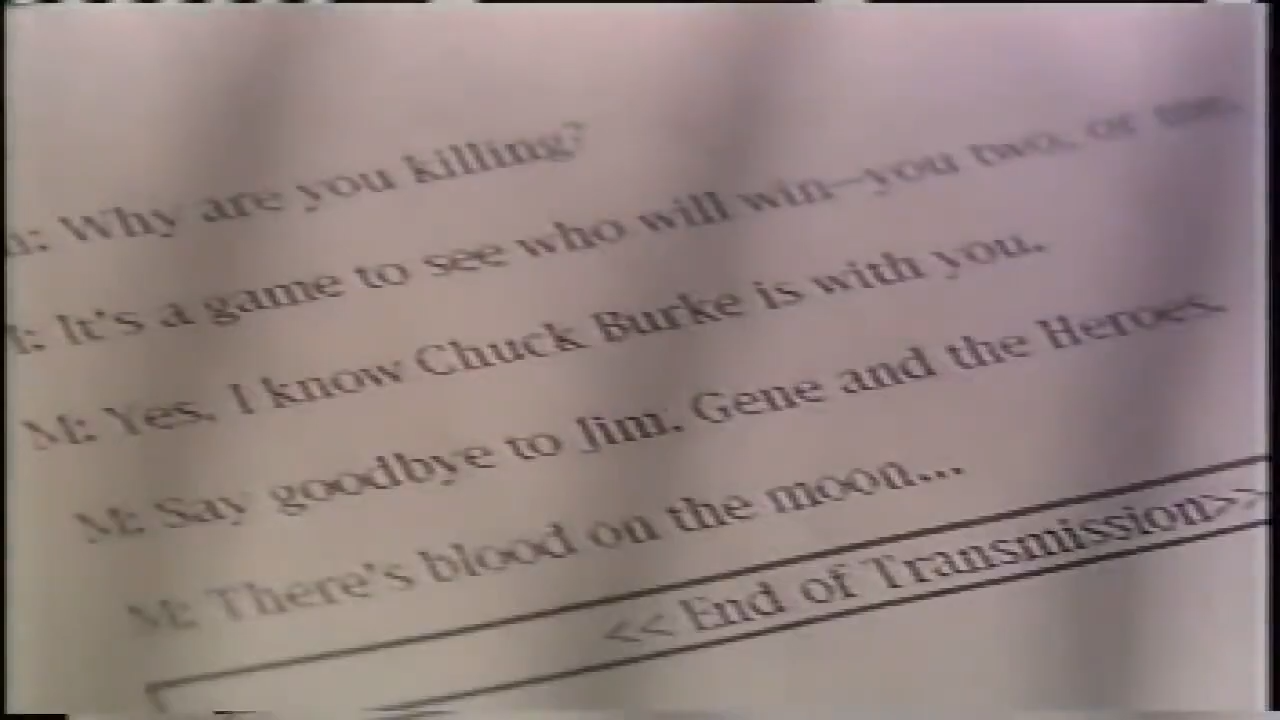 : Why are you killing?
: It's a game to see who will win--you two, or me.
M: Yes, I know Chuck Burke is with you.
M: Say goodbye to Jim. Gene and the Heroes.
M: There's blood on the moon...
<< End of Transmission>>